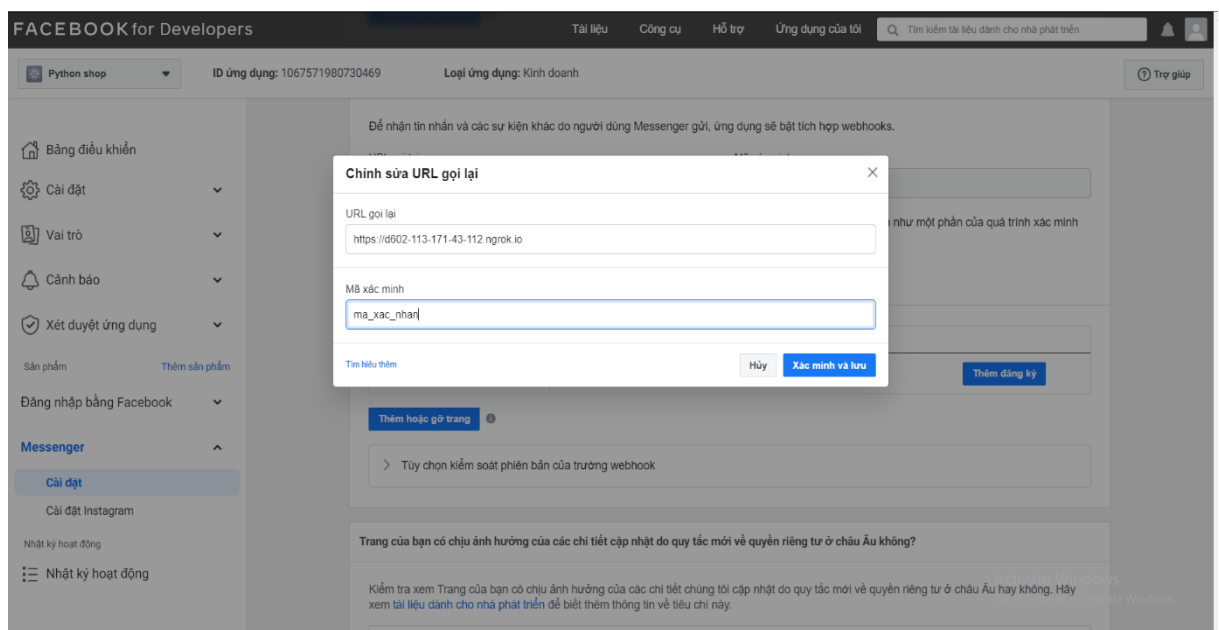 FACEBOOK for Developers
Tài liệu Công cụ Hỗ trợ Ứng dụng của tôi Tìm kiếm tài liệu dành cho nhà phát triển
Python shop ID ứng dụng: 1067571980730469 Loại ứng dụng: Kinh doanh Trợ giúp
Bảng điều khiển
Cài đặt
Vai trò
Cảnh báo
Xét duyệt ứng dụng
Sản phẩm Thêm sản phẩm
Đăng nhập bằng Facebook
Messenger
Cài đặt
Cài đặt Instagram
Nhật ký hoạt động
Nhật ký hoạt động
Để nhận tin nhắn và các sự kiện khác do người dùng Messenger gửi, ứng dụng sẽ bật tích hợp webhooks.
Chỉnh sửa URL gọi lại
URL gọi lại
https://d602-113-171-43-112.ngrok.io
như một phần của quá trình xác minh
Mã xác minh
ma_xac_nhan
Tìm hiểu thêm Hủy Xác minh và lưu
Thêm đăng ký
Thêm hoặc gỡ trang
Tùy chọn kiểm soát phiên bản của trường webhook
Trang của bạn có chịu ảnh hưởng của các chi tiết cập nhật do quy tắc mới về quyền riêng tư ở châu Âu không?
Kiểm tra xem Trang của bạn có chịu ảnh hưởng của các chi tiết chúng tôi cập nhật do quy tắc mới về quyền riêng tư ở châu Âu hay không. Hãy
xem tài liệu dành cho nhà phát triển để biết thêm thông tin về tiêu chí này.
Activate Windows